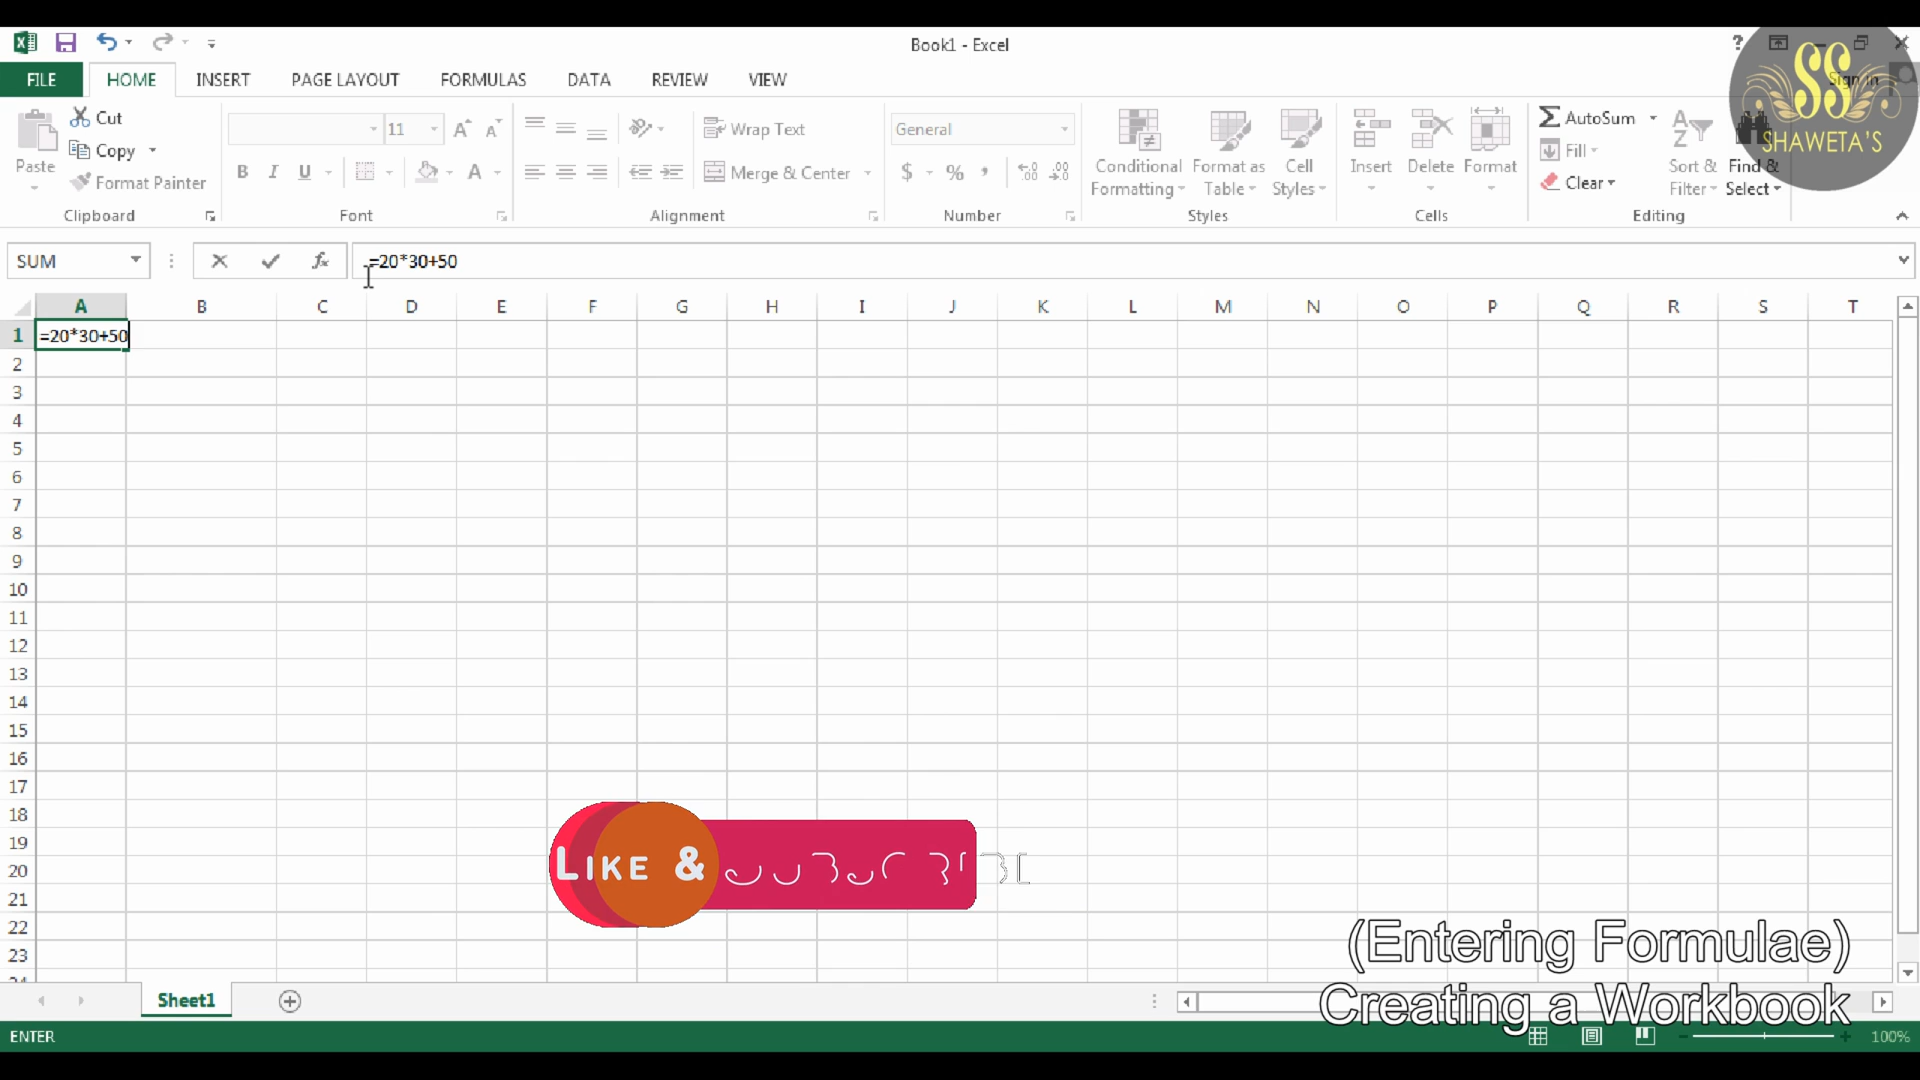 Book1 - Excel
?
SS
SHAWETA'S
Sign in
FILE HOME INSERT PAGE LAYOUT FORMULAS DATA REVIEW VIEW
Paste
Cut
Copy
Format Painter
Clipboard
11
B I U
Font
Wrap Text
Merge & Center
Alignment
General
$ % ,
Number
Conditional Formatting
Format as Table
Cell Styles
Styles
Insert
Delete
Format
Cells
AutoSum
Fill
Clear
Sort & Filter
Find & Select
Editing
SUM
fx
=20*30+50
A B C D E F G H I J K L M N O P Q R S T
1 =20*30+50
2
3
4
5
6
7
8
9
10
11
12
13
14
15
16
17
18
19
20
21
22
23
LIKE &
(Entering Formulae)
Creating a Workbook
Sheet1
ENTER
100%